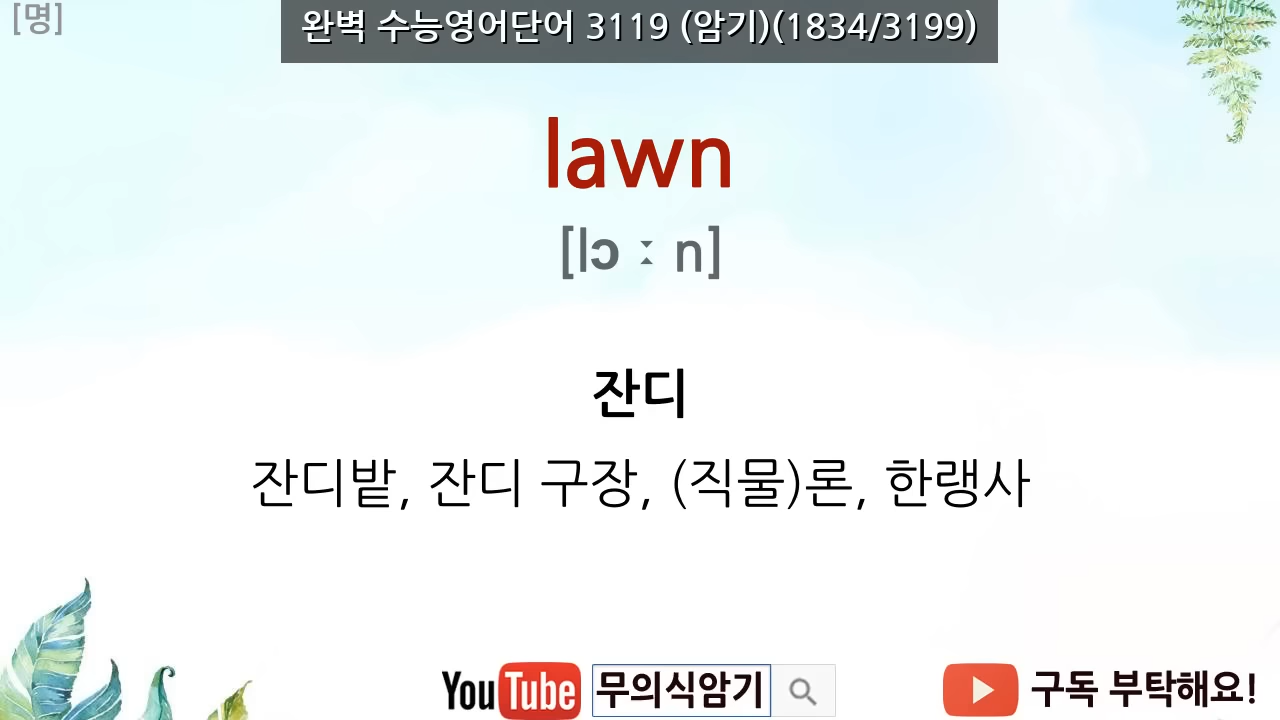 [명]
완벽 수능영어단어 3119 (암기)(1834/3199)
lawn
[lɔːn]
잔디
잔디밭, 잔디 구장, (직물)론, 한랭사
YouTube 무의식암기 구독 부탁해요!